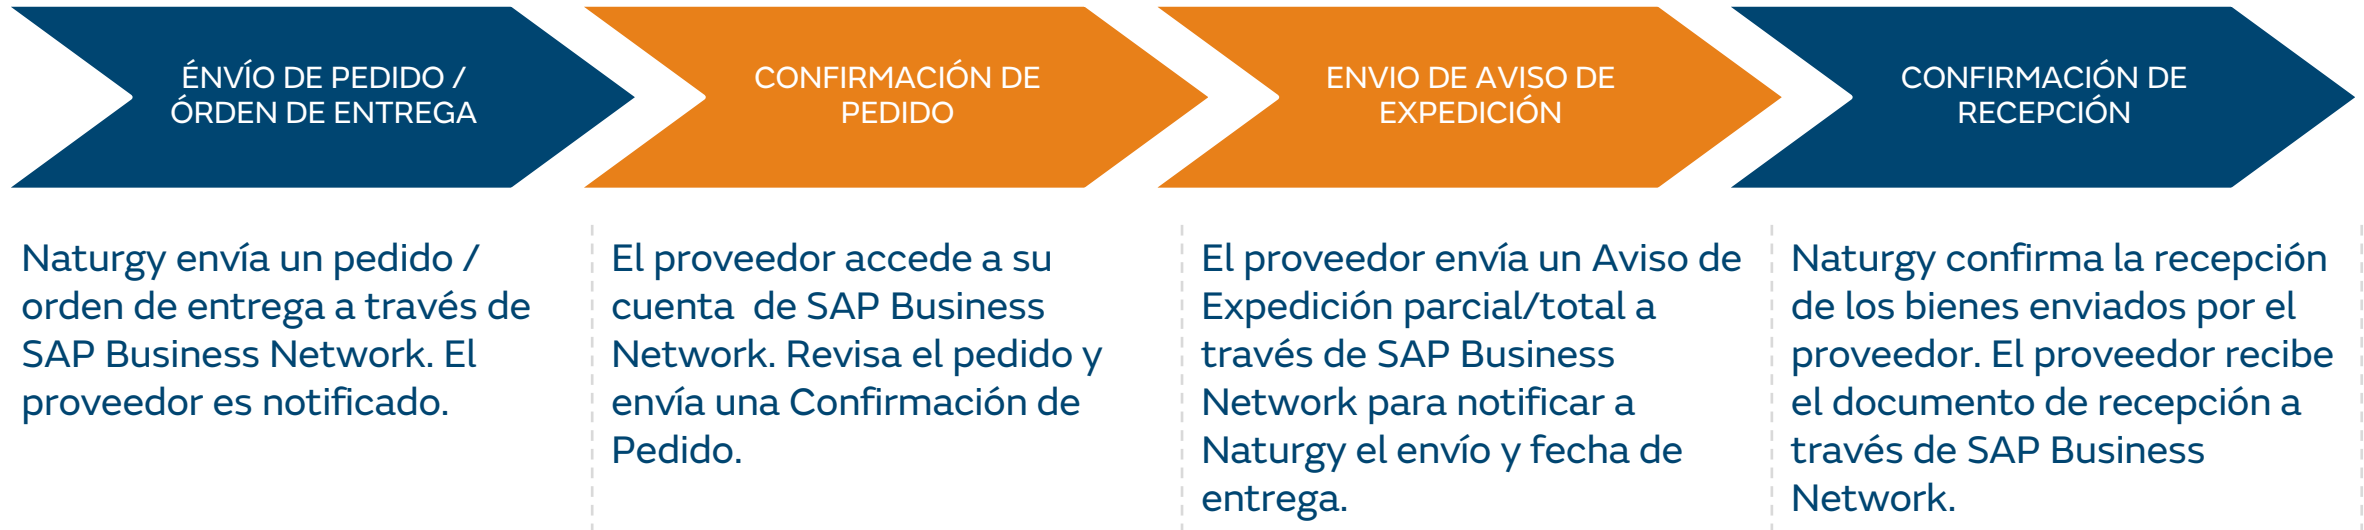 ÉNVÍO DE PEDIDO /
ÓRDEN DE ENTREGA
CONFIRMACIÓN DE
PEDIDO
ENVIO DE AVISO DE
EXPEDICIÓN
CONFIRMACIÓN DE
RECEPCIÓN
Naturgy envía un pedido /
orden de entrega a través de
SAP Business Network. El
proveedor es notificado.
El proveedor accede a su
cuenta  de SAP Business
Network. Revisa el pedido y
envía una Confirmación de
Pedido.
El proveedor envía un Aviso de
Expedición parcial/total a
través de SAP Business
Network para notificar a
Naturgy el envío y fecha de
entrega.
Naturgy confirma la recepción
de los bienes enviados por el
proveedor. El proveedor recibe
el documento de recepción a
través de SAP Business
Network.